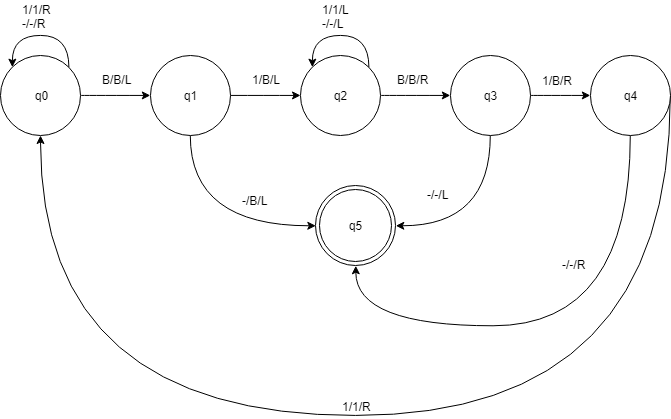 1/1/R
-/-/R
1/1/L
-/-/L
q0
B/B/L
q1
1/B/L
q2
B/B/R
q3
1/B/R
q4
-/B/L
q5
-/-/L
-/-/R
1/1/R